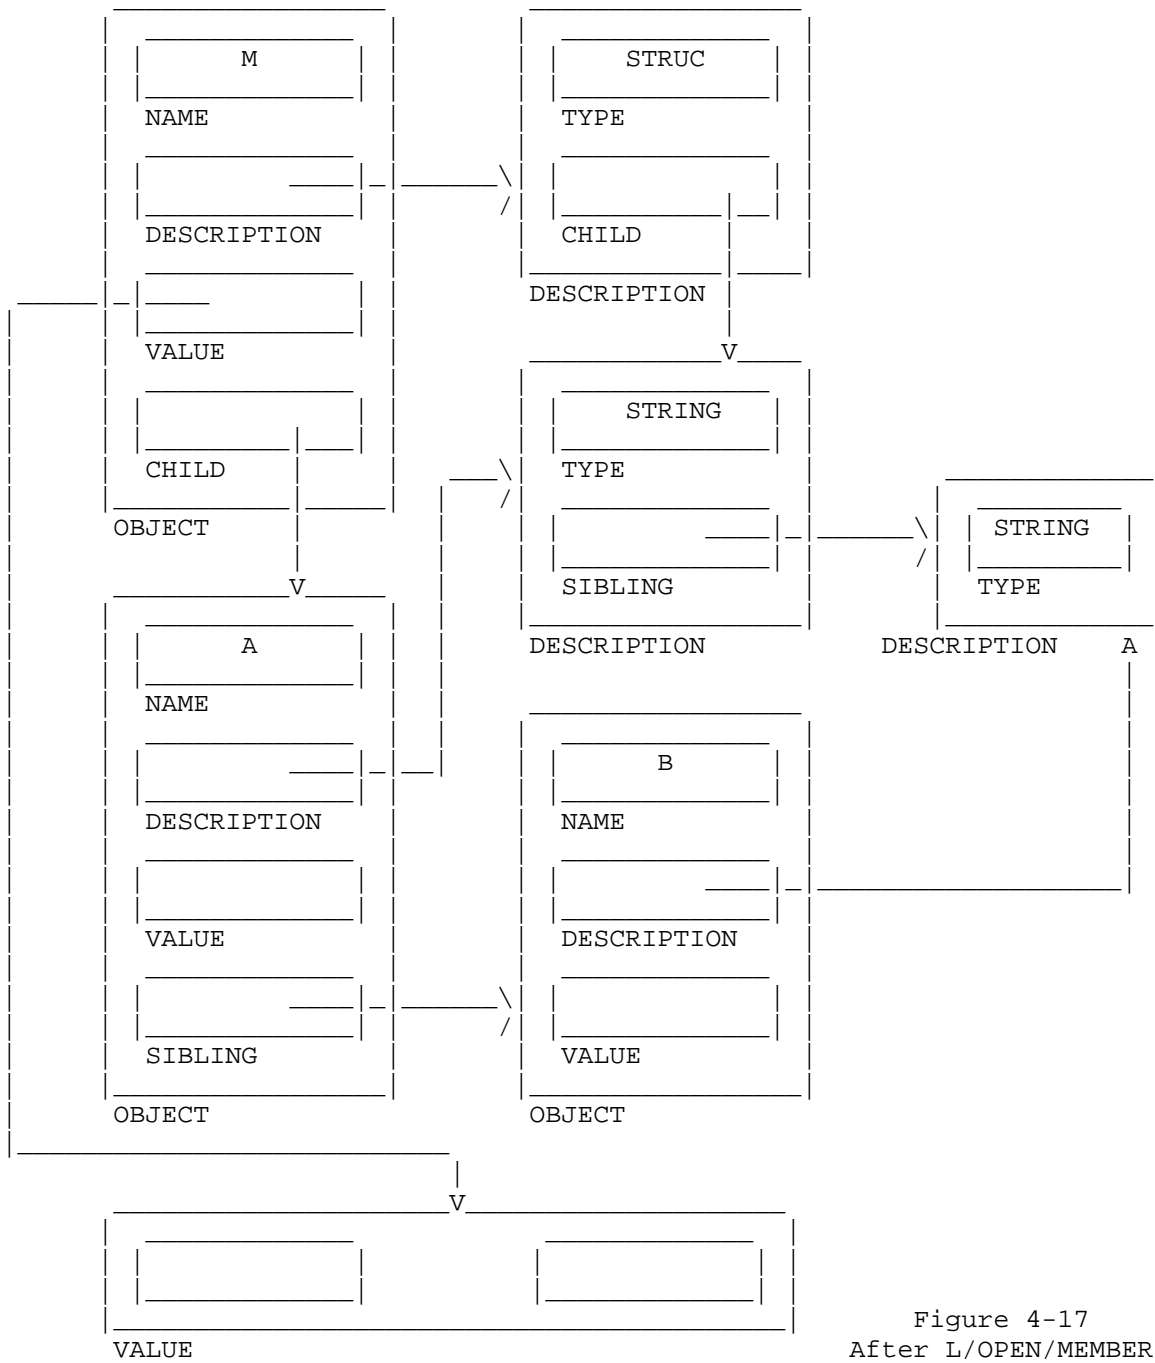 M STRUC
NAME TYPE
DESCRIPTION CHILD
DESCRIPTION
VALUE
STRING
CHILD TYPE
OBJECT STRING
SIBLING TYPE
A DESCRIPTION DESCRIPTION A
NAME
B
DESCRIPTION NAME
VALUE DESCRIPTION
SIBLING VALUE
OBJECT OBJECT
Figure 4-17
VALUE After L/OPEN/MEMBER